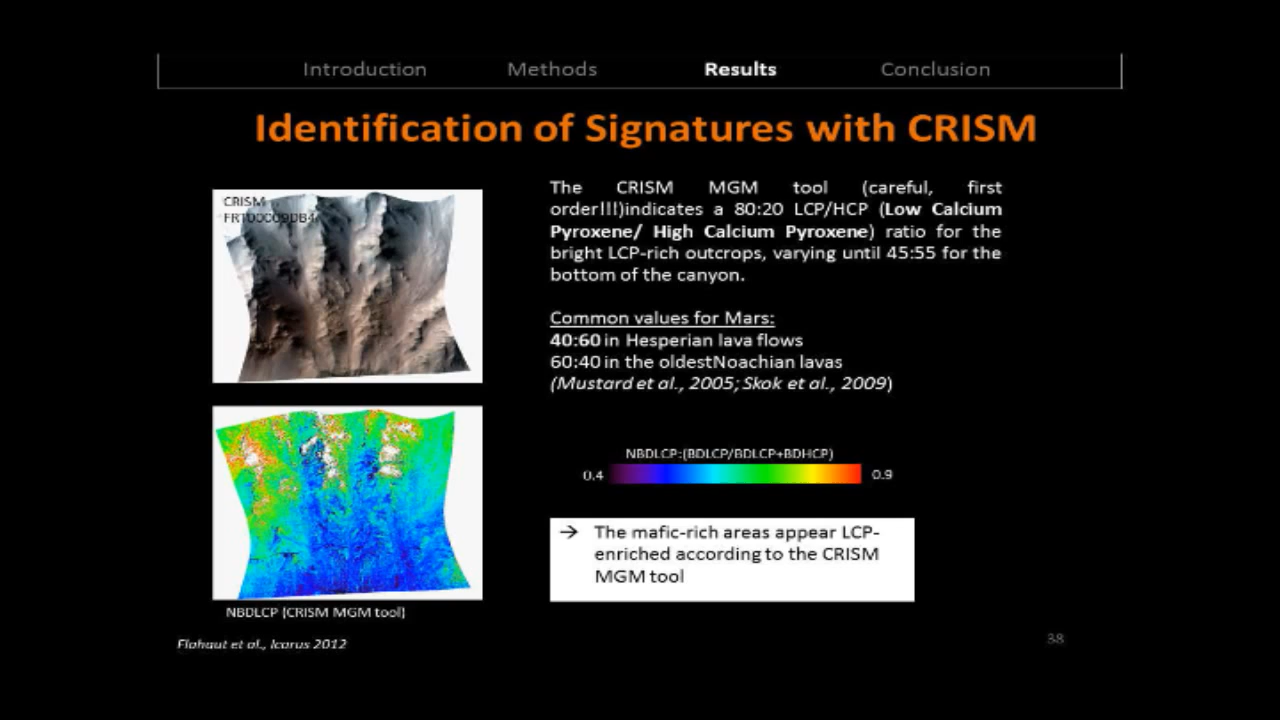 Introduction Methods Results Conclusion
Identification of Signatures with CRISM
CRISM
FRT00009DB4
The CRISM MGM tool (careful, first
order!!!)indicates a 80:20 LCP/HCP (Low Calcium
Pyroxene/ High Calcium Pyroxene) ratio for the
bright LCP-rich outcrops, varying until 45:55 for the
bottom of the canyon.
Common values for Mars:
40:60 in Hesperian lava flows
60:40 in the oldestNoachian lavas
(Mustard et al., 2005; Skok et al., 2009)
NBDLCP:(BDLCP/BDLCP+BDHCP)
0.4 0.9
→ The mafic-rich areas appear LCP-
enriched according to the CRISM
MGM tool
NBDLCP (CRISM MGM tool)
Flahaut et al., Icarus 2012
38